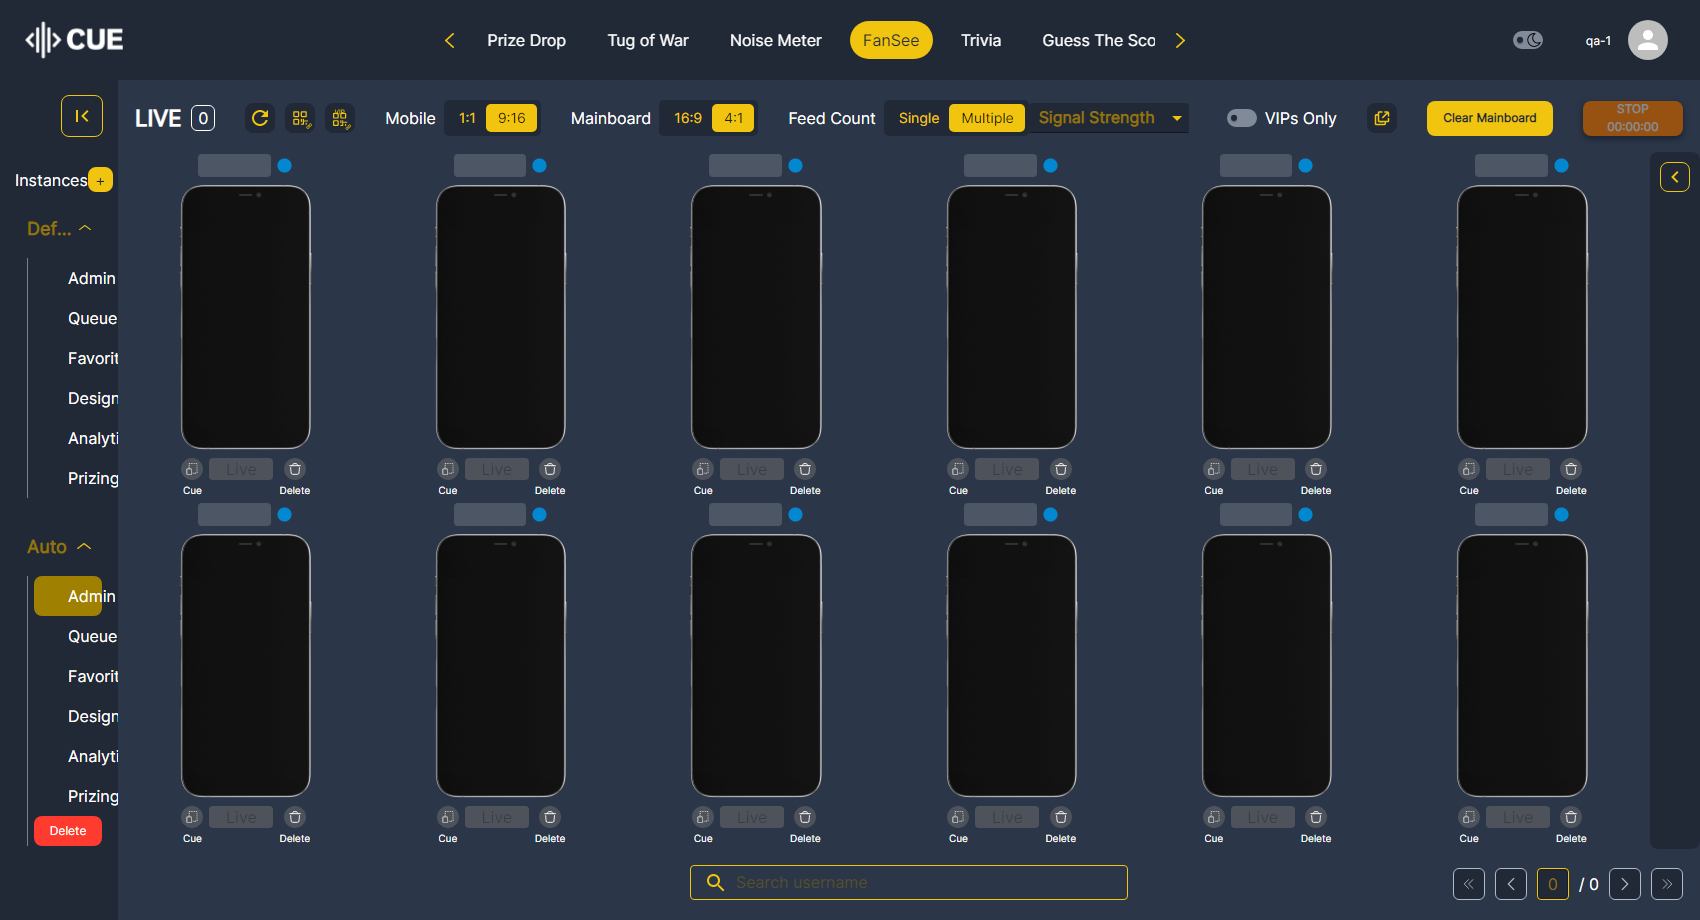 CUE
Prize Drop
Tug of War
Noise Meter
FanSee
Trivia
Guess The Sco
qa-1
LIVE 0
Mobile 1:1 9:16
Mainboard 16:9 4:1
Feed Count Single Multiple
Signal Strength
VIPs Only
Clear Mainboard
STOP
00:00:00
Instances +
Def...
Admin
Queue
Favorit
Design
Analyti
Prizing
Auto
Admin
Queue
Favorit
Design
Analyti
Prizing
Delete
Live Live Live Live Live Live
Cue Delete Cue Delete Cue Delete Cue Delete Cue Delete Cue Delete
Live Live Live Live Live Live
Cue Delete Cue Delete Cue Delete Cue Delete Cue Delete Cue Delete
Search username
0 / 0